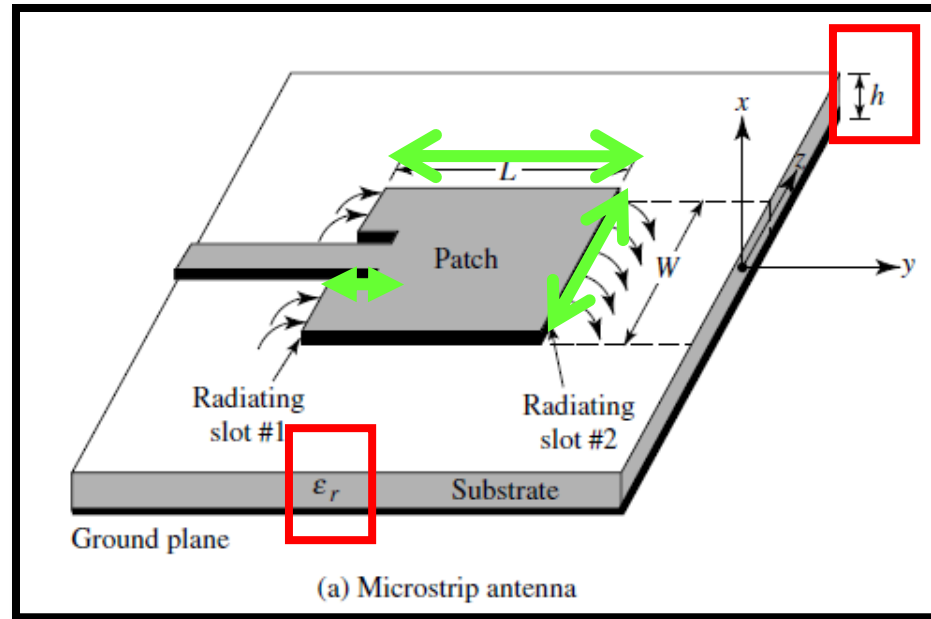 h
x
z
L
W
Patch
y
Radiating
slot #1
Radiating
slot #2
εr
Substrate
Ground plane
(a) Microstrip antenna